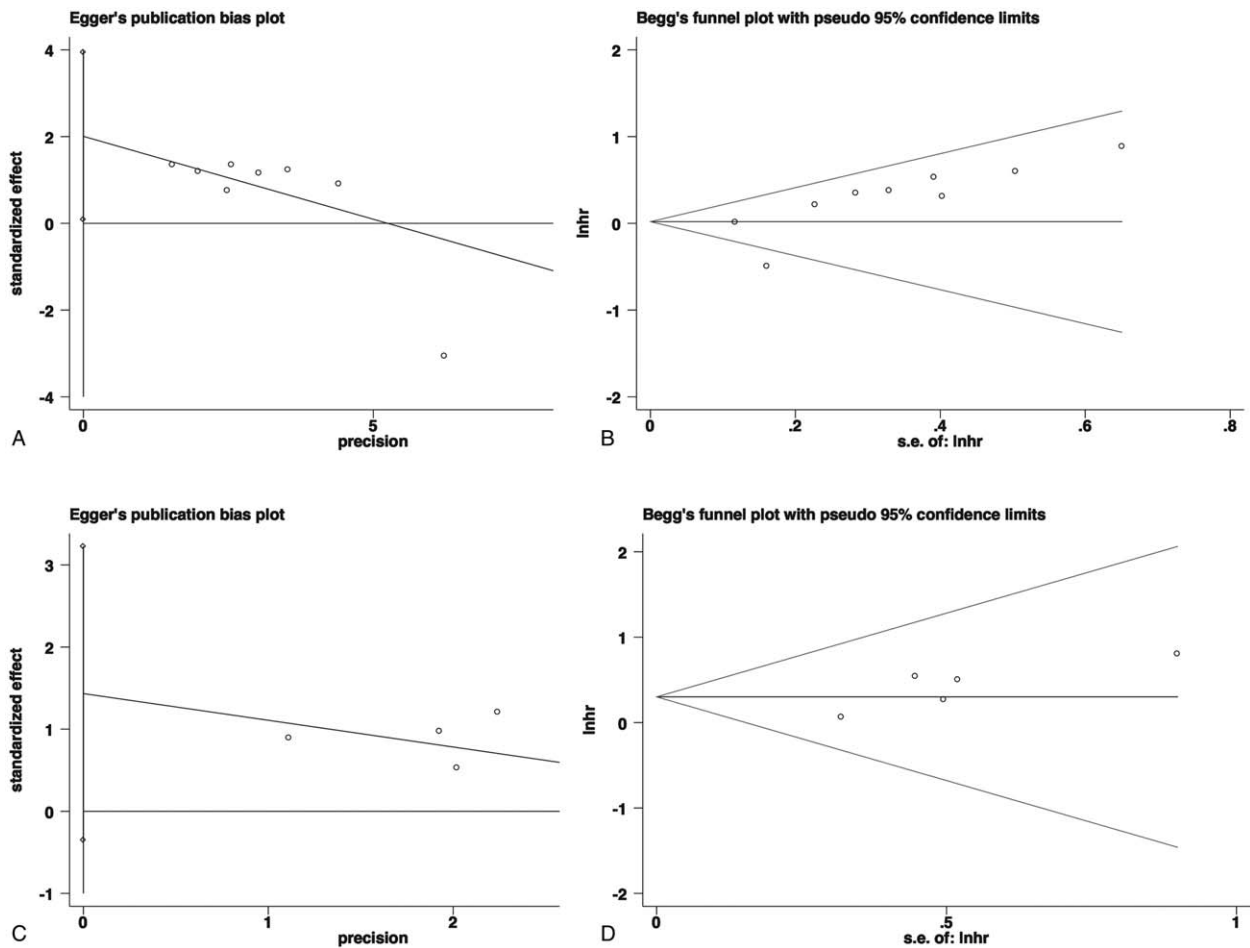 Egger's publication bias plot
4
2
0
-2
-4
standardized effect
0
5
precision
A
Begg's funnel plot with pseudo 95% confidence limits
2
1
0
-1
-2
lnhr
0
.2
.4
.6
.8
s.e. of: lnhr
B
Egger's publication bias plot
3
2
1
0
-1
standardized effect
0
1
2
precision
C
Begg's funnel plot with pseudo 95% confidence limits
2
1
0
-1
-2
lnhr
0
.5
1
s.e. of: lnhr
D